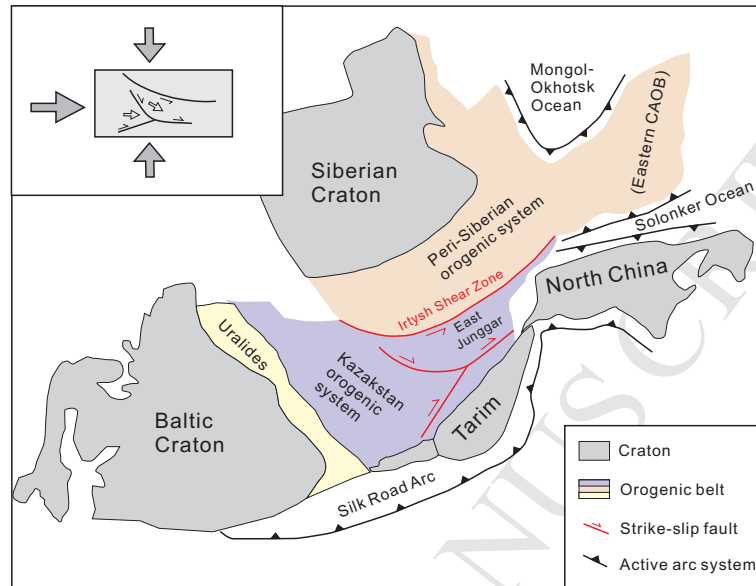 Mongol-
Okhotsk
Ocean
(Eastern CAOB)
Siberian
Craton
Peri-Siberian
orogenic system
Solonker Ocean
North China
Irtysh Shear Zone
East
Junggar
Uralides
Kazakstan
orogenic
system
Baltic
Craton
Tarim
Silk Road Arc
Craton
Orogenic belt
Strike-slip fault
Active arc system
NUSCR